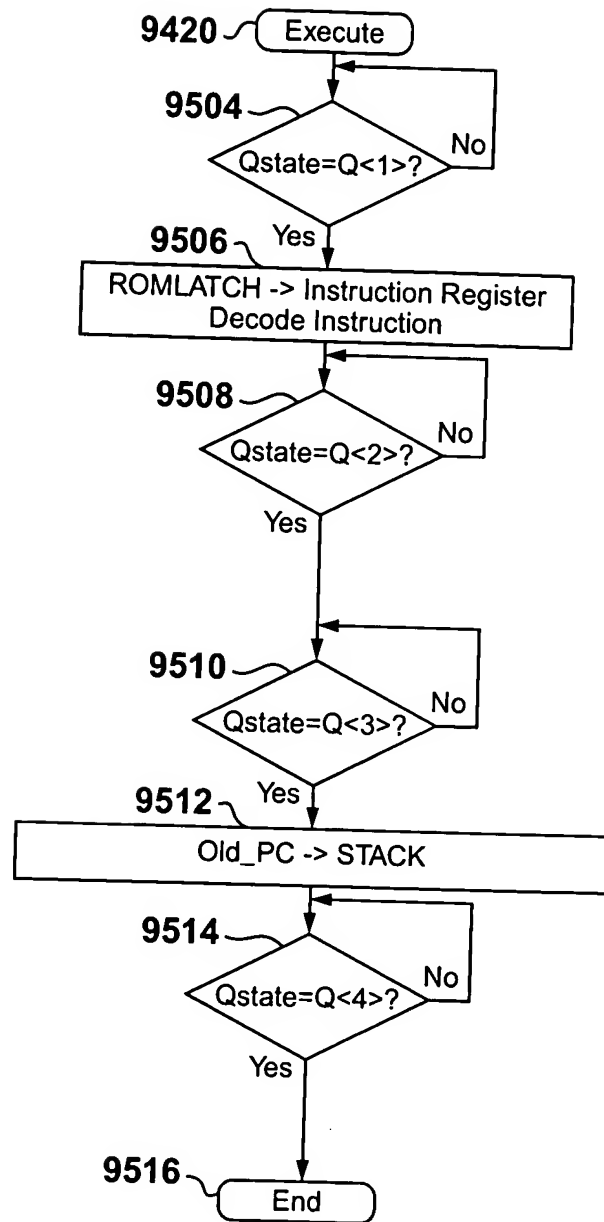 9420
Execute
9504
Qstate=Q<1>?
No
Yes
9506
ROMLATCH -> Instruction Register
Decode Instruction
9508
Qstate=Q<2>?
No
Yes
9510
Qstate=Q<3>?
No
Yes
9512
Old_PC -> STACK
9514
Qstate=Q<4>?
No
Yes
9516
End